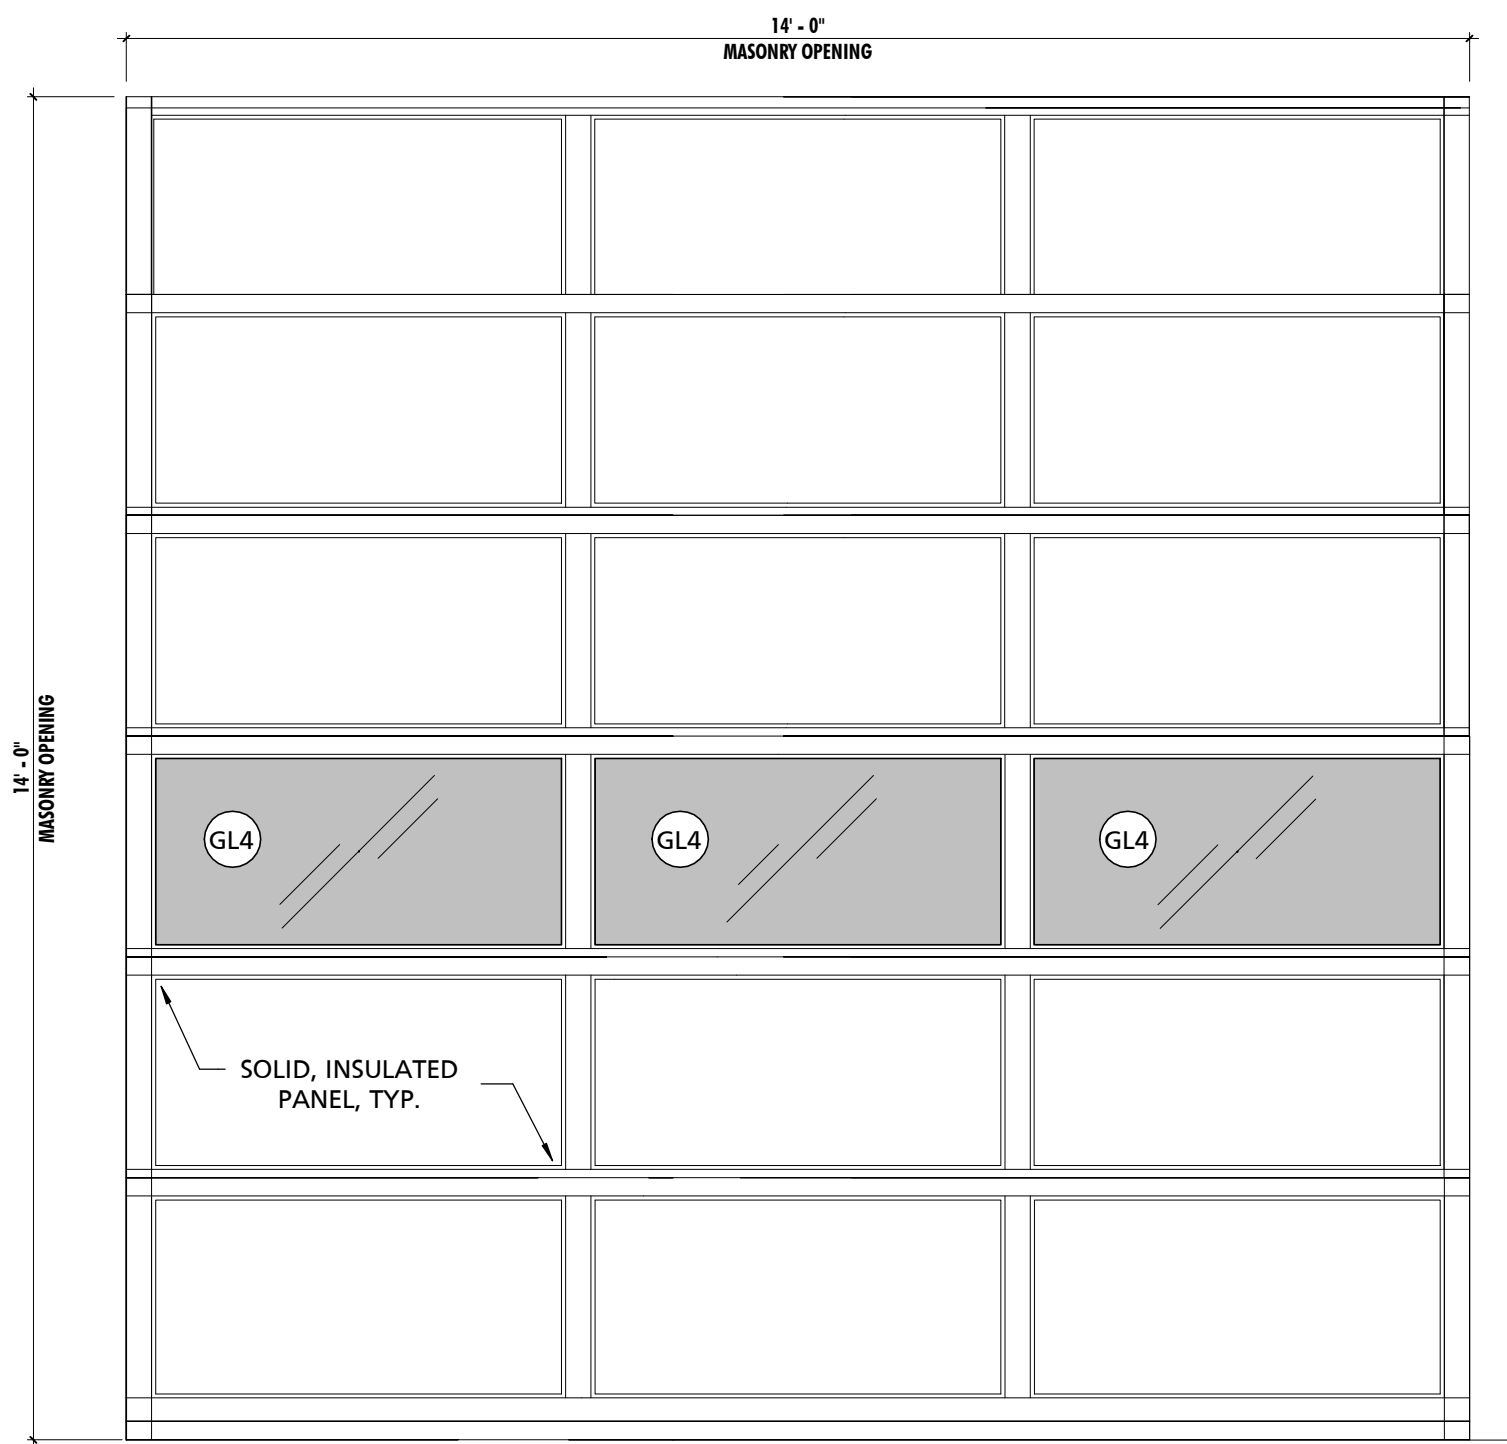 14' - 0"
MASONRY OPENING
14' - 0"
MASONRY OPENING
GL4
GL4
GL4
SOLID, INSULATED
PANEL, TYP.